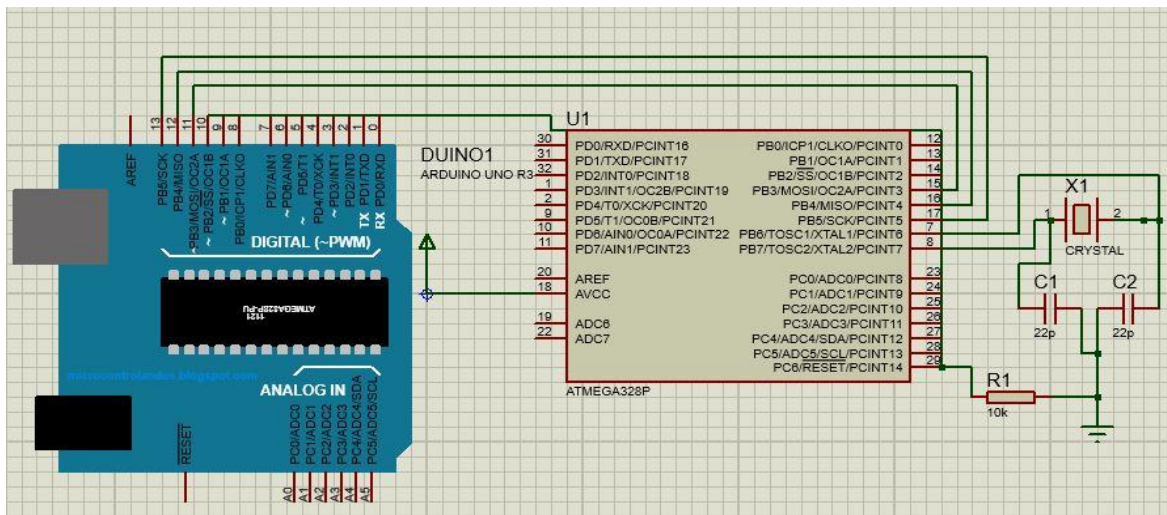 13
12
11
10
9
8
7
6
5
4
3
2
1
0
AREF
PB5/SCK
PB4/MISO
PB3/MOSI/OC2A
~ PB2/SS/OC1B
~ PB1/OC1A
PB0/ICP1/CLKO
PD7/AIN1
~ PD6/AIN0
~ PD5/T1
PD4/T0/XCK
~ PD3/INT1
PD2/INT0
PD1/TXD
PD0/RXD
TX
RX
DIGITAL (~PWM)
1121
ATMEGA328P-PU
microcontrolandos.blogspot.com
ANALOG IN
RESET
PC0/ADC0
PC1/ADC1
PC2/ADC2
PC3/ADC3
PC4/ADC4/SDA
PC5/ADC5/SCL
A0
A1
A2
A3
A4
A5
DUINO1
ARDUINO UNO R3
U1
30 PD0/RXD/PCINT16
31 PD1/TXD/PCINT17
32 PD2/INT0/PCINT18
1 PD3/INT1/OC2B/PCINT19
2 PD4/T0/XCK/PCINT20
9 PD5/T1/OC0B/PCINT21
10 PD6/AIN0/OC0A/PCINT22
11 PD7/AIN1/PCINT23
20 AREF
18 AVCC
19 ADC6
22 ADC7
PB0/ICP1/CLKO/PCINT0 12
PB1/OC1A/PCINT1 13
PB2/SS/OC1B/PCINT2 14
PB3/MOSI/OC2A/PCINT3 15
PB4/MISO/PCINT4 16
PB5/SCK/PCINT5 17
PB6/TOSC1/XTAL1/PCINT6 7
PB7/TOSC2/XTAL2/PCINT7 8
PC0/ADC0/PCINT8 23
PC1/ADC1/PCINT9 24
PC2/ADC2/PCINT10 25
PC3/ADC3/PCINT11 26
PC4/ADC4/SDA/PCINT12 27
PC5/ADC5/SCL/PCINT13 28
PC6/RESET/PCINT14 29
ATMEGA328P
X1
1 2
CRYSTAL
C1
22p
C2
22p
R1
10k